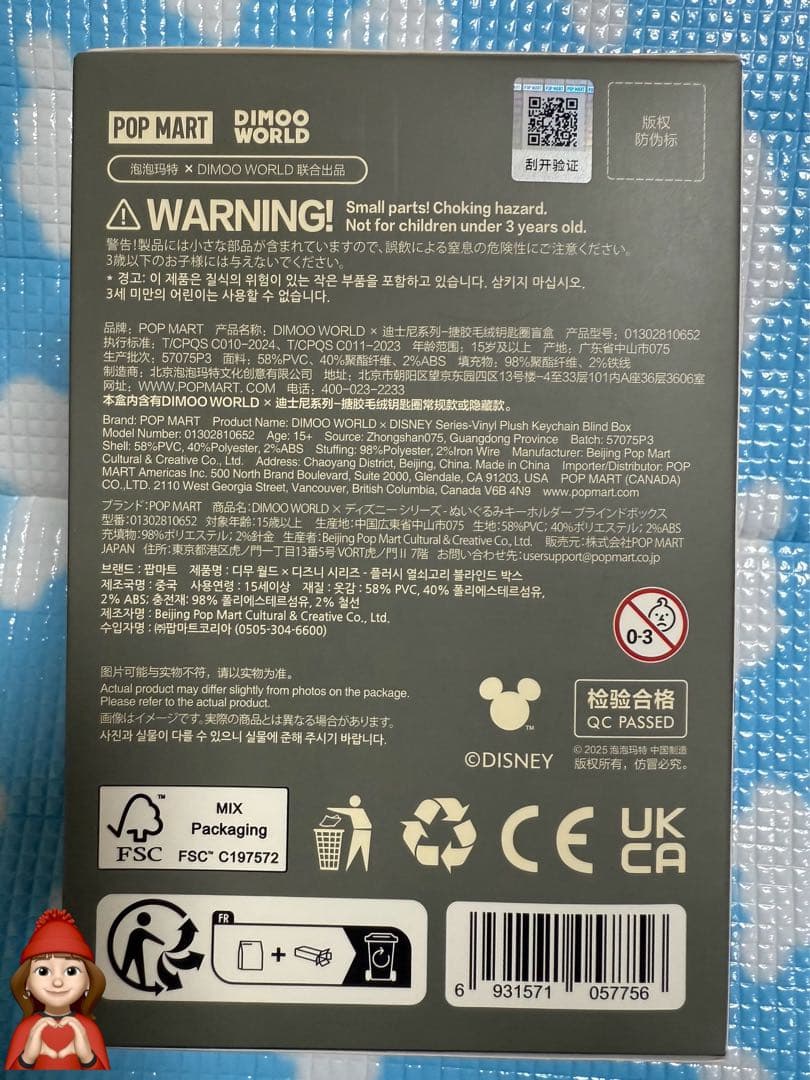 POP MART
DIMOO WORLD
POP MART POP MART
刮开验证
版权
防伪标
泡泡玛特 × DIMOO WORLD 联合出品
WARNING!
Small parts! Choking hazard.
Not for children under 3 years old.
警告!製品には小さな部品が含まれていますので、誤飲による窒息の危険性にご注意ください。
3歳以下のお子様には与えないでください。
* 경고: 이 제품은 질식의 위험이 있는 작은 부품을 포함하고 있습니다. 삼키지 마십시오.
3세 미만의 어린이는 사용할 수 없습니다.
品牌：POP MART 产品名称：DIMOO WORLD × 迪士尼系列-搪胶毛绒钥匙圈盲盒 产品型号：01302810652
执行标准：T/CPQS C010-2024、T/CPQS C011-2023 年龄范围：15岁及以上 产地：广东省中山市075
生产批次：57075P3 面料：58%PVC、40%聚酯纤维、2%ABS 填充物：98%聚酯纤维、2%铁线
制造商：北京泡泡玛特文化创意有限公司 地址：北京市朝阳区望京东园四区13号楼-4至33层101内A座36层3606室
网址：WWW.POPMART.COM 电话：400-023-2233
本盒内含有DIMOO WORLD × 迪士尼系列-搪胶毛绒钥匙圈常规款或隐藏款。
Brand: POP MART Product Name: DIMOO WORLD × DISNEY Series-Vinyl Plush Keychain Blind Box
Model Number: 01302810652 Age: 15+ Source: Zhongshan075, Guangdong Province Batch: 57075P3
Shell: 58%PVC, 40%Polyester, 2%ABS Stuffing: 98%Polyester, 2%Iron Wire Manufacturer: Beijing Pop Mart
Cultural & Creative Co., Ltd. Address: Chaoyang District, Beijing, China. Made in China Importer/Distributor: POP
MART Americas Inc. 500 North Brand Boulevard, Suite 2000, Glendale, CA 91203, USA POP MART (CANADA)
CO.,LTD. 2110 West Georgia Street, Vancouver, British Columbia, Canada V6B 4N9 www.popmart.com
ブランド:POP MART 商品名:DIMOO WORLD × ディズニー シリーズ - ぬいぐるみキーホルダー ブラインドボックス
型番:01302810652 対象年齢:15歳以上 生産地:中国広東省中山市075 生地:58%PVC; 40%ポリエステル; 2%ABS
充填物:98%ポリエステル; 2%針金 生産者:Beijing Pop Mart Cultural & Creative Co., Ltd. 販売元:株式会社POP MART
JAPAN 住所:東京都港区虎ノ門一丁目13番5号 VORT虎ノ門II 7階 お問い合わせ先:usersupport@popmart.co.jp
브랜드 : 팝마트 제품명 : 디무 월드 × 디즈니 시리즈 - 플러시 열쇠고리 블라인드 박스
제조국명 : 중국 사용연령 : 15세이상 재질 : 옷감 : 58% PVC, 40% 폴리에스테르섬유,
2% ABS; 충전재: 98% 폴리에스테르섬유, 2% 철선
제조자명 : Beijing Pop Mart Cultural & Creative Co., Ltd.
수입자명 : ㈜팝마트코리아 (0505-304-6600)
0-3
图片可能与实物不符，请以实物为准。
Actual product may differ slightly from photos on the package.
Please refer to the actual product.
画像はイメージです。実際の商品とは異なる場合があります。
사진과 실물이 다를 수 있으니 실물에 준해 주시기 바랍니다.
TM
©DISNEY
检验合格
QC PASSED
© 2025 泡泡玛特 中国制造
版权所有，仿冒必究。
FSC
MIX
Packaging
FSC™ C197572
CE
UK
CA
FR
6 931571 057756